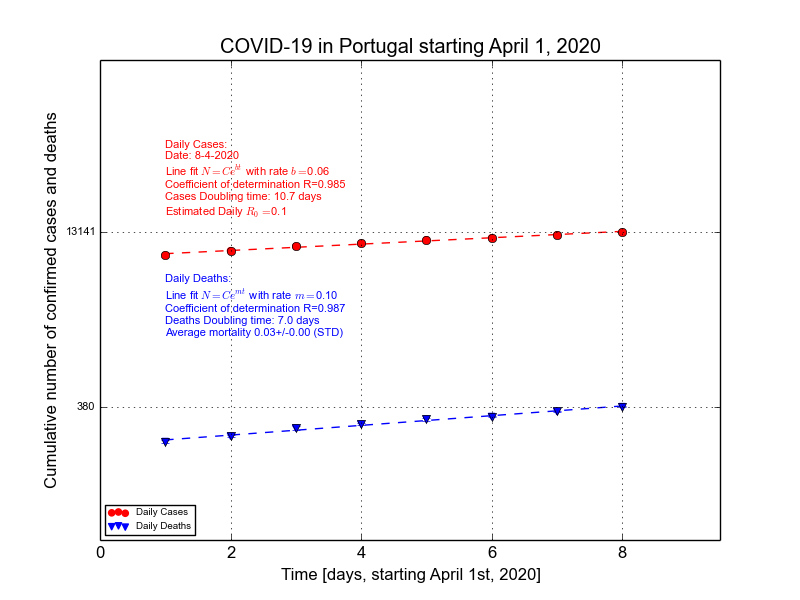 COVID-19 in Portugal starting April 1, 2020
Cumulative number of confirmed cases and deaths
Daily Cases:
Date: 8-4-2020
Line fit N = Ce^{bt} with rate b =0.06
Coefficient of determination R=0.985
Cases Doubling time: 10.7 days
Estimated Daily R_0 =0.1
13141
Daily Deaths:
Line fit N = Ce^{mt} with rate m =0.10
Coefficient of determination R=0.987
Deaths Doubling time: 7.0 days
Average mortality 0.03+/-0.00 (STD)
380
Daily Cases
Daily Deaths
0 2 4 6 8
Time [days, starting April 1st, 2020]